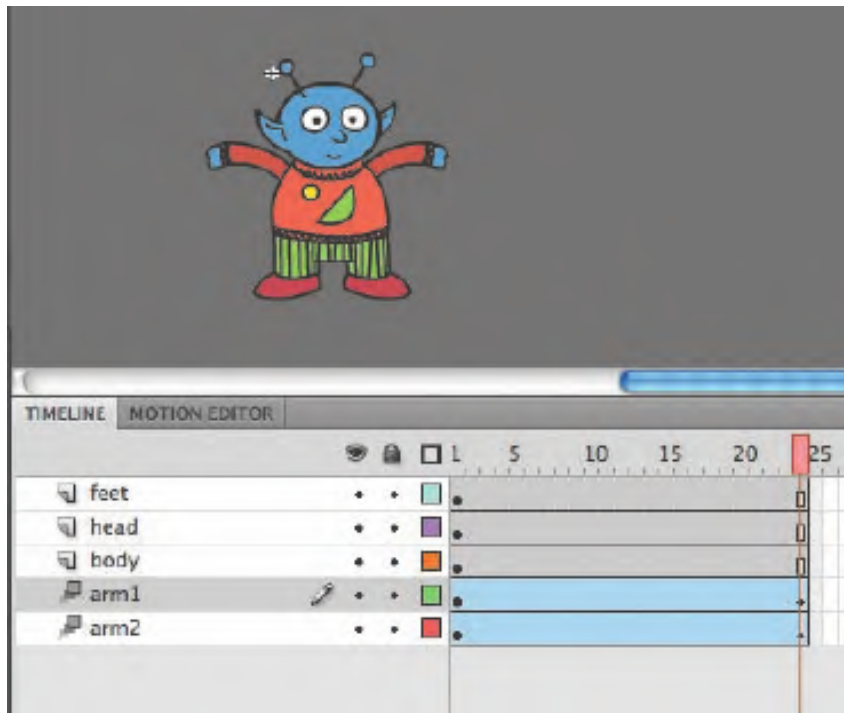 TIMELINE MOTION EDITOR
1 5 10 15 20 25
feet
head
body
arm1
arm2